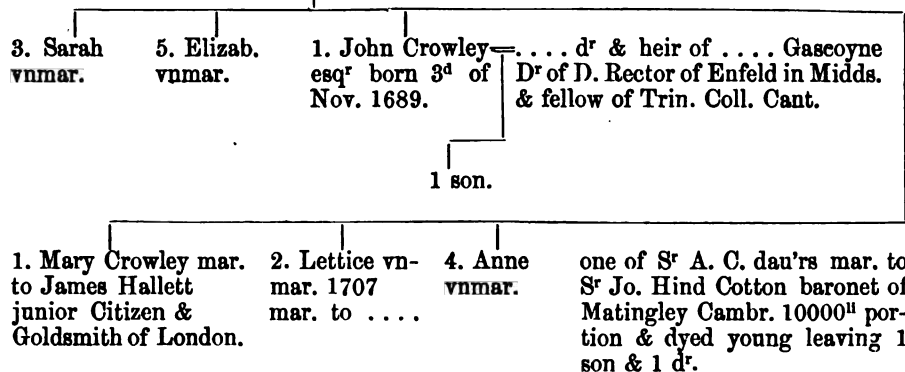 3. Sarah
vnmar.
5. Elizab.
vnmar.
1. John Crowley=. . . . dʳ & heir of . . . . Gascoyne
esqʳ born 3ᵈ of
Nov. 1689.
Dʳ of D. Rector of Enfeld in Midds.
& fellow of Trin. Coll. Cant.
1 son.
1. Mary Crowley mar.
to James Hallett
junior Citizen &
Goldsmith of London.
2. Lettice vn-
mar. 1707
mar. to . . . .
4. Anne
vnmar.
one of Sʳ A. C. dau'rs mar. to
Sʳ Jo. Hind Cotton baronet of
Matingley Cambr. 10000ˡⁱ por-
tion & dyed young leaving 1
son & 1 dʳ.